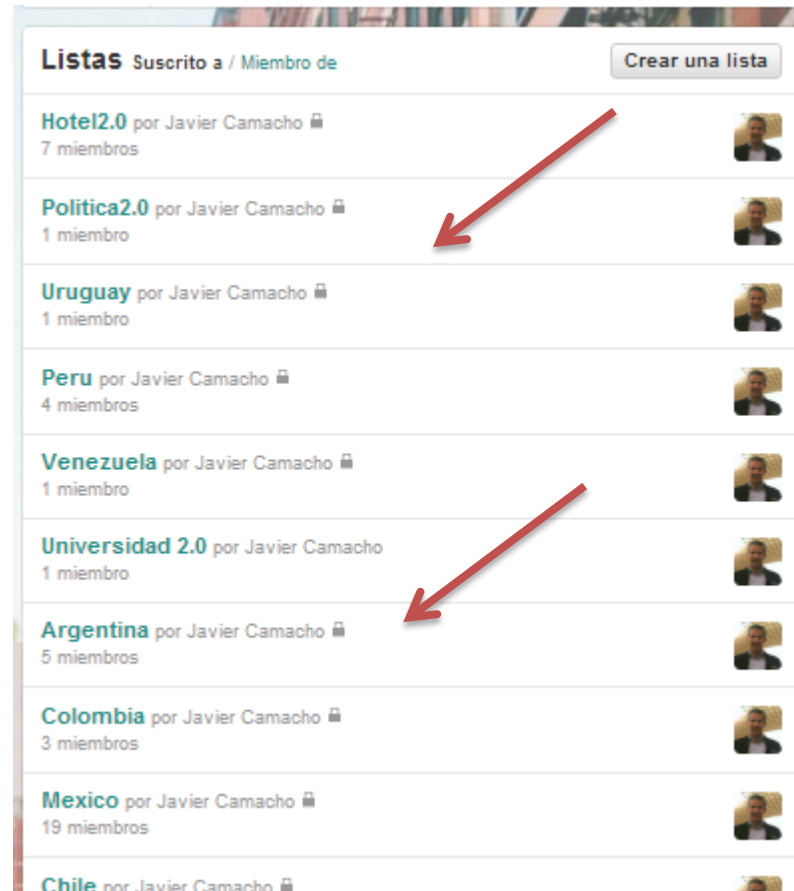 Listas Suscrito a / Miembro de
Crear una lista
Hotel2.0 por Javier Camacho
7 miembros
Politica2.0 por Javier Camacho
1 miembro
Uruguay por Javier Camacho
1 miembro
Peru por Javier Camacho
4 miembros
Venezuela por Javier Camacho
1 miembro
Universidad 2.0 por Javier Camacho
1 miembro
Argentina por Javier Camacho
5 miembros
Colombia por Javier Camacho
3 miembros
Mexico por Javier Camacho
19 miembros
Chile por Javier Camacho